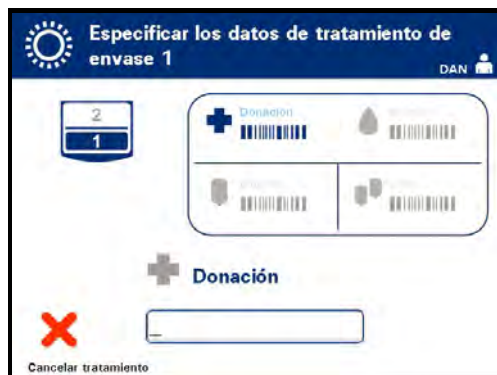 Especificar los datos de tratamiento de
envase 1
DAN
2
1
Donación
Donación
_
Cancelar tratamiento